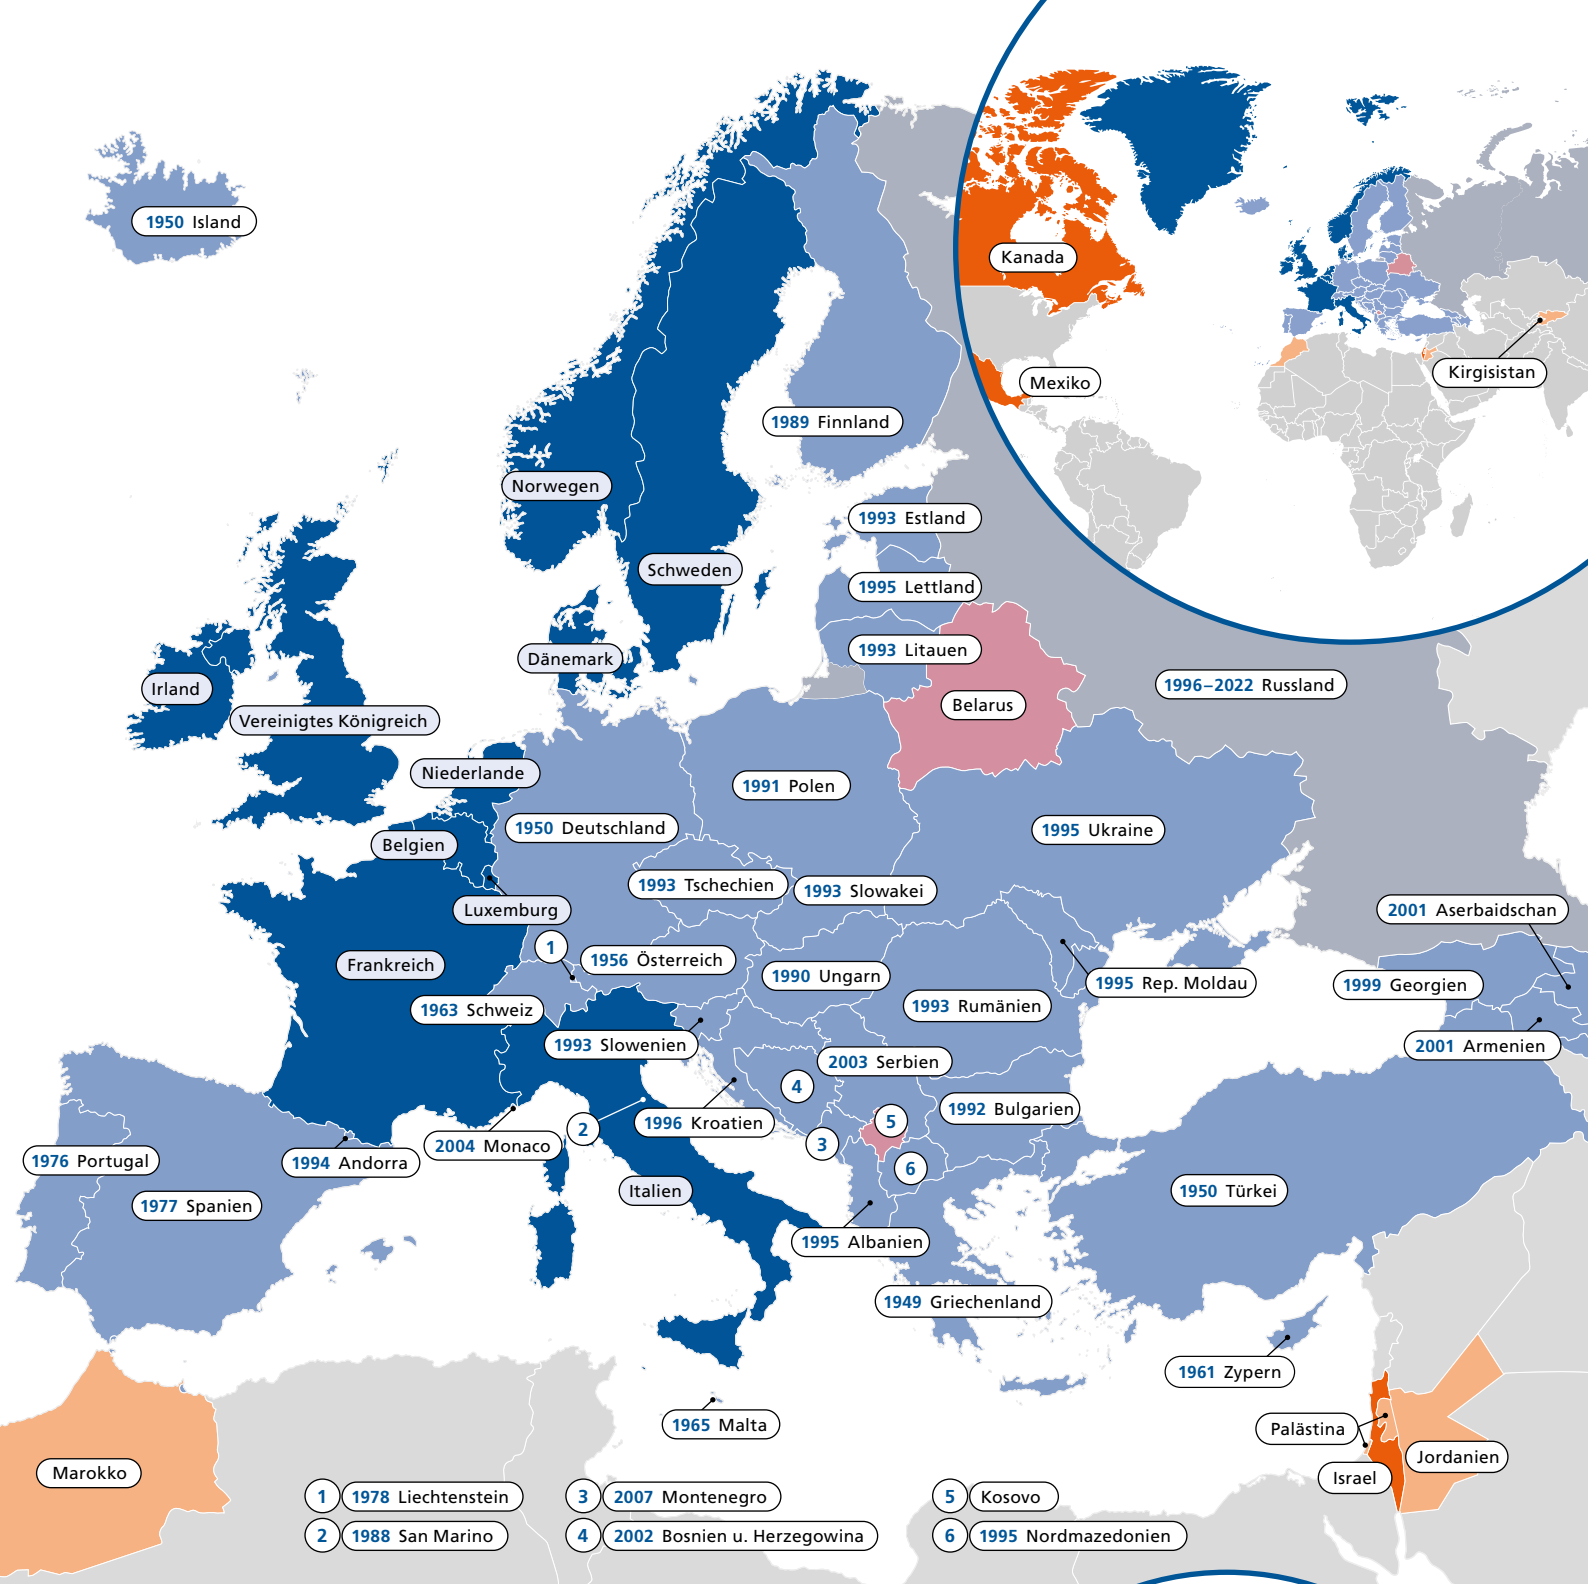 1950 Island
Kanada
Mexiko
Kirgisistan
1989 Finnland
Norwegen
1993 Estland
Schweden
1995 Lettland
1993 Litauen
Dänemark
Irland
1996–2022 Russland
Belarus
Vereinigtes Königreich
Niederlande
1991 Polen
1950 Deutschland
1995 Ukraine
Belgien
1993 Tschechien
1993 Slowakei
Luxemburg
2001 Aserbaidschan
1
1956 Österreich
Frankreich
1990 Ungarn
1995 Rep. Moldau
1999 Georgien
1963 Schweiz
1993 Rumänien
1993 Slowenien
2001 Armenien
2003 Serbien
4
1992 Bulgarien
1996 Kroatien
5
2
3
2004 Monaco
1976 Portugal
1994 Andorra
6
Italien
1950 Türkei
1977 Spanien
1995 Albanien
1949 Griechenland
1961 Zypern
1965 Malta
Palästina
Jordanien
Marokko
Israel
1 1978 Liechtenstein
3 2007 Montenegro
5 Kosovo
2 1988 San Marino
4 2002 Bosnien u. Herzegowina
6 1995 Nordmazedonien